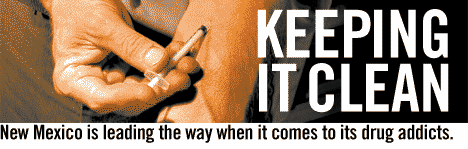 KEEPING
IT CLEAN
New Mexico is leading the way when it comes to its drug addicts.